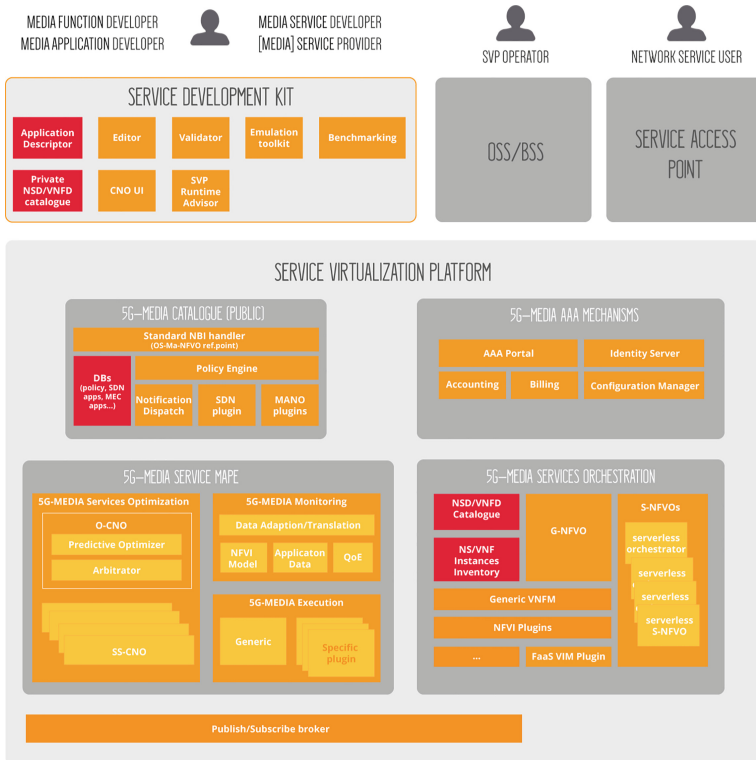 MEDIA FUNCTION DEVELOPER
MEDIA APPLICATION DEVELOPER
MEDIA SERVICE DEVELOPER
[MEDIA] SERVICE PROVIDER
SVP OPERATOR
NETWORK SERVICE USER
SERVICE DEVELOPMENT KIT
Application
Descriptor
Editor
Validator
Emulation
toolkit
Benchmarking
Private
NSD/VNFD
catalogue
CNO UI
SVP
Runtime
Advisor
OSS/BSS
SERVICE ACCESS
POINT
SERVICE VIRTUALIZATION PLATFORM
5G-MEDIA CATALOGUE (PUBLIC)
Standard NBI handler
(OS-Ma-NFVO ref.point)
DBs
(policy, SDN
apps, MEC
apps...)
Policy Engine
Notification
Dispatch
SDN
plugin
MANO
plugins
5G-MEDIA AAA MECHANISMS
AAA Portal
Identity Server
Accounting
Billing
Configuration Manager
5G-MEDIA SERVICE MAPE
5G-MEDIA Services Optimization
O-CNO
Predictive Optimizer
Arbitrator
SS-CNO
5G-MEDIA Monitoring
Data Adaption/Translation
NFVI
Model
Applicaton
Data
QoE
5G-MEDIA Execution
Generic
Specific
plugin
5G-MEDIA SERVICES ORCHESTRATION
NSD/VNFD
Catalogue
NS/VNF
Instances
Inventory
G-NFVO
S-NFVOs
serverless
orchestrator
serverless
serverless
serverless
S-NFVO
Generic VNFM
NFVI Plugins
...
FaaS VIM Plugin
Publish/Subscribe broker